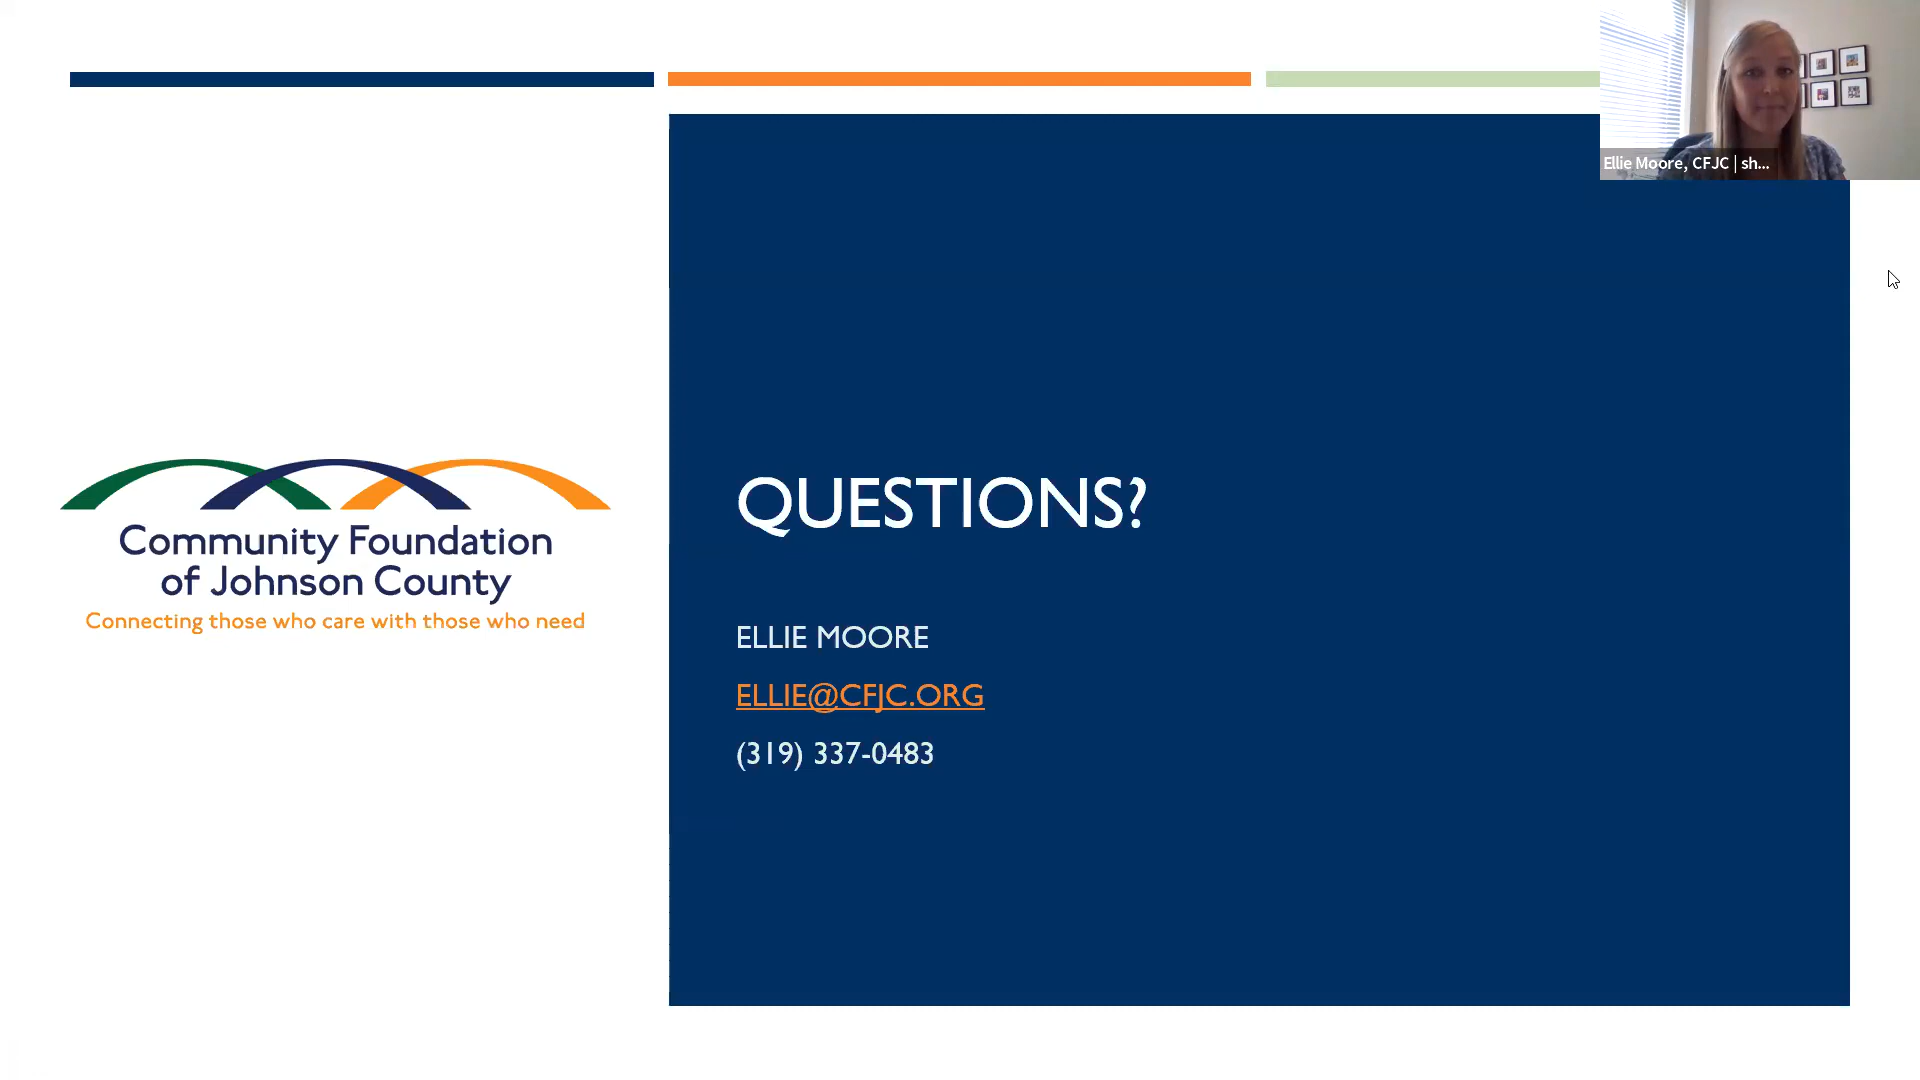 Ellie Moore, CFJC | sh...
Community Foundation
of Johnson County
Connecting those who care with those who need
QUESTIONS?
ELLIE MOORE
ELLIE@CFJC.ORG
(319) 337-0483